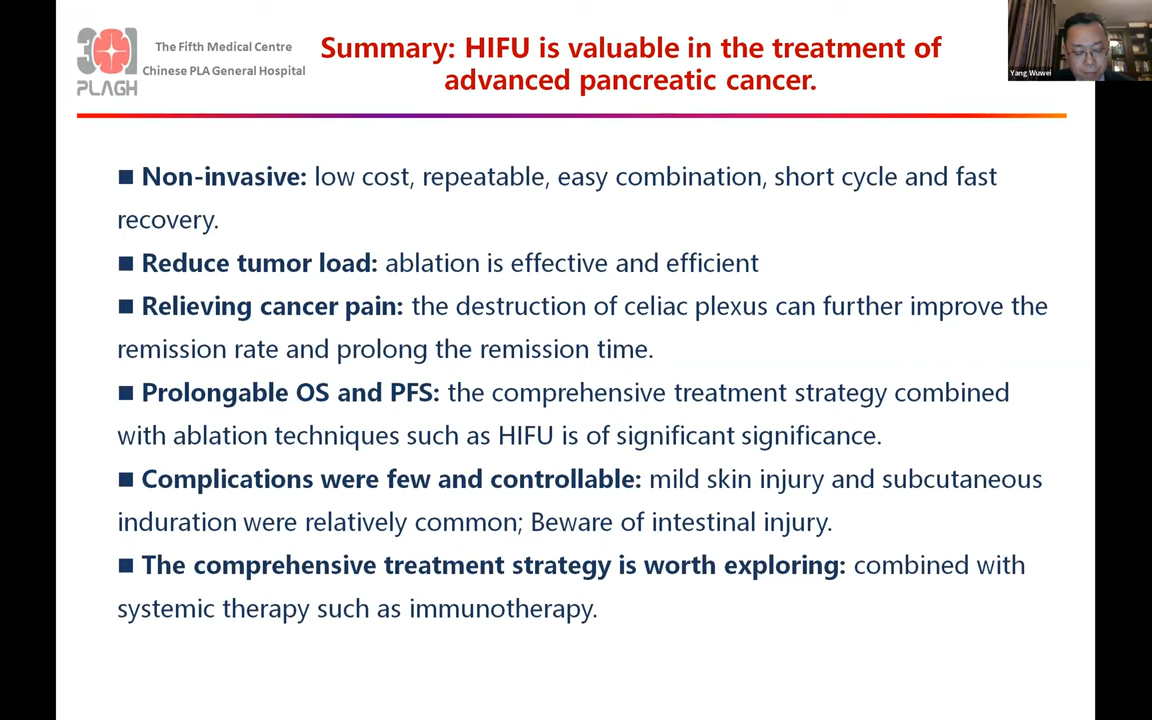 301
PLAGH
The Fifth Medical Centre
Chinese PLA General Hospital
Summary: HIFU is valuable in the treatment of
advanced pancreatic cancer.
Yang Wuwei
■ Non-invasive: low cost, repeatable, easy combination, short cycle and fast
recovery.
■ Reduce tumor load: ablation is effective and efficient
■ Relieving cancer pain: the destruction of celiac plexus can further improve the
remission rate and prolong the remission time.
■ Prolongable OS and PFS: the comprehensive treatment strategy combined
with ablation techniques such as HIFU is of significant significance.
■ Complications were few and controllable: mild skin injury and subcutaneous
induration were relatively common; Beware of intestinal injury.
■ The comprehensive treatment strategy is worth exploring: combined with
systemic therapy such as immunotherapy.